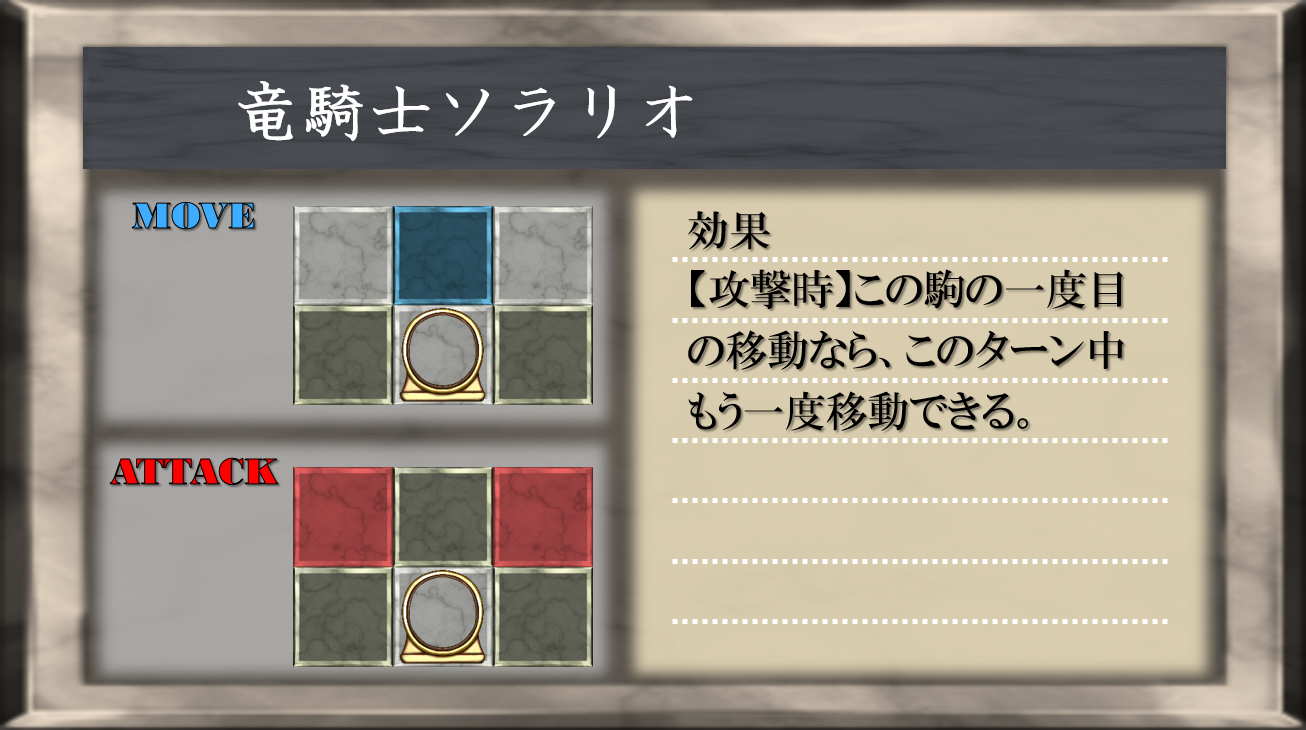 竜騎士ソラリオ
MOVE
ATTACK
効果
【攻撃時】この駒の一度目
の移動なら、このターン中
もう一度移動できる。